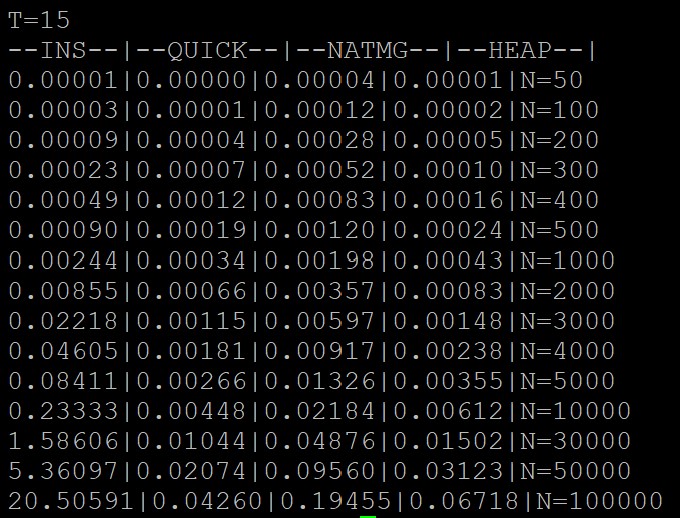 T=15
--INS--|--QUICK--|--NATMG--|--HEAP--|
0.00001|0.00000|0.00004|0.00001|N=50
0.00003|0.00001|0.00012|0.00002|N=100
0.00009|0.00004|0.00028|0.00005|N=200
0.00023|0.00007|0.00052|0.00010|N=300
0.00049|0.00012|0.00083|0.00016|N=400
0.00090|0.00019|0.00120|0.00024|N=500
0.00244|0.00034|0.00198|0.00043|N=1000
0.00855|0.00066|0.00357|0.00083|N=2000
0.02218|0.00115|0.00597|0.00148|N=3000
0.04605|0.00181|0.00917|0.00238|N=4000
0.08411|0.00266|0.01326|0.00355|N=5000
0.23333|0.00448|0.02184|0.00612|N=10000
1.58606|0.01044|0.04876|0.01502|N=30000
5.36097|0.02074|0.09560|0.03123|N=50000
20.50591|0.04260|0.19455|0.06718|N=100000